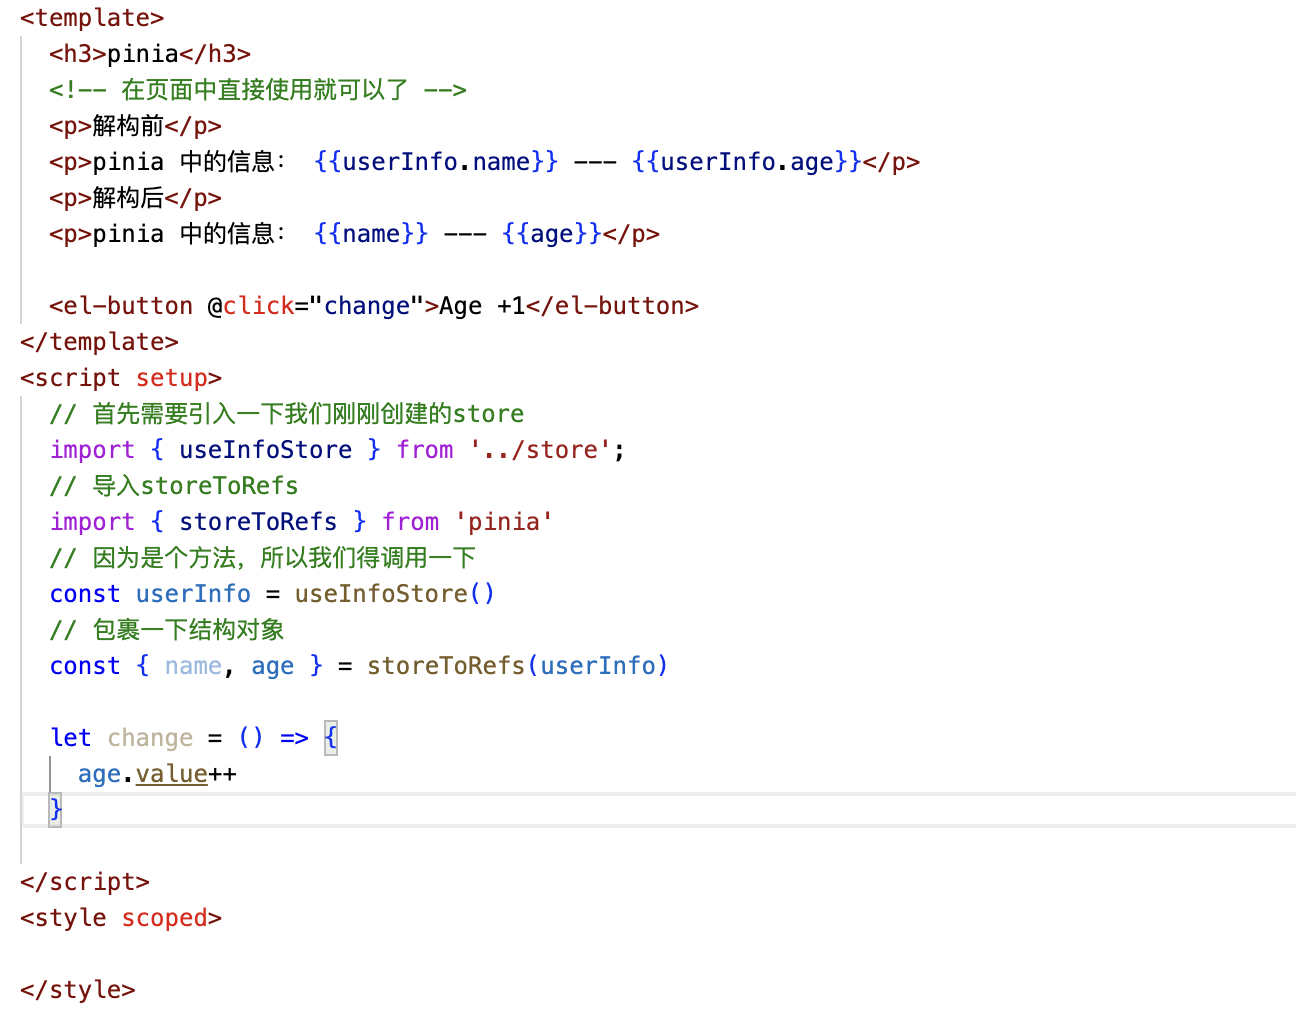 <template>
<h3>pinia</h3>
<!-- 在页面中直接使用就可以了 -->
<p>解构前</p>
<p>pinia 中的信息： {{userInfo.name}} --- {{userInfo.age}}</p>
<p>解构后</p>
<p>pinia 中的信息： {{name}} --- {{age}}</p>
<el-button @click="change">Age +1</el-button>
</template>
<script setup>
// 首先需要引入一下我们刚刚创建的store
import { useInfoStore } from '../store';
// 导入storeToRefs
import { storeToRefs } from 'pinia'
// 因为是个方法，所以我们得调用一下
const userInfo = useInfoStore()
// 包裹一下结构对象
const { name, age } = storeToRefs(userInfo)
let change = () => {
age.value++
}
</script>
<style scoped>
</style>